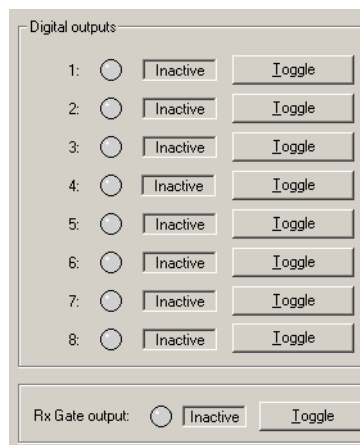 Digital outputs
1: Inactive Toggle
2: Inactive Toggle
3: Inactive Toggle
4: Inactive Toggle
5: Inactive Toggle
6: Inactive Toggle
7: Inactive Toggle
8: Inactive Toggle
Rx Gate output: Inactive Toggle